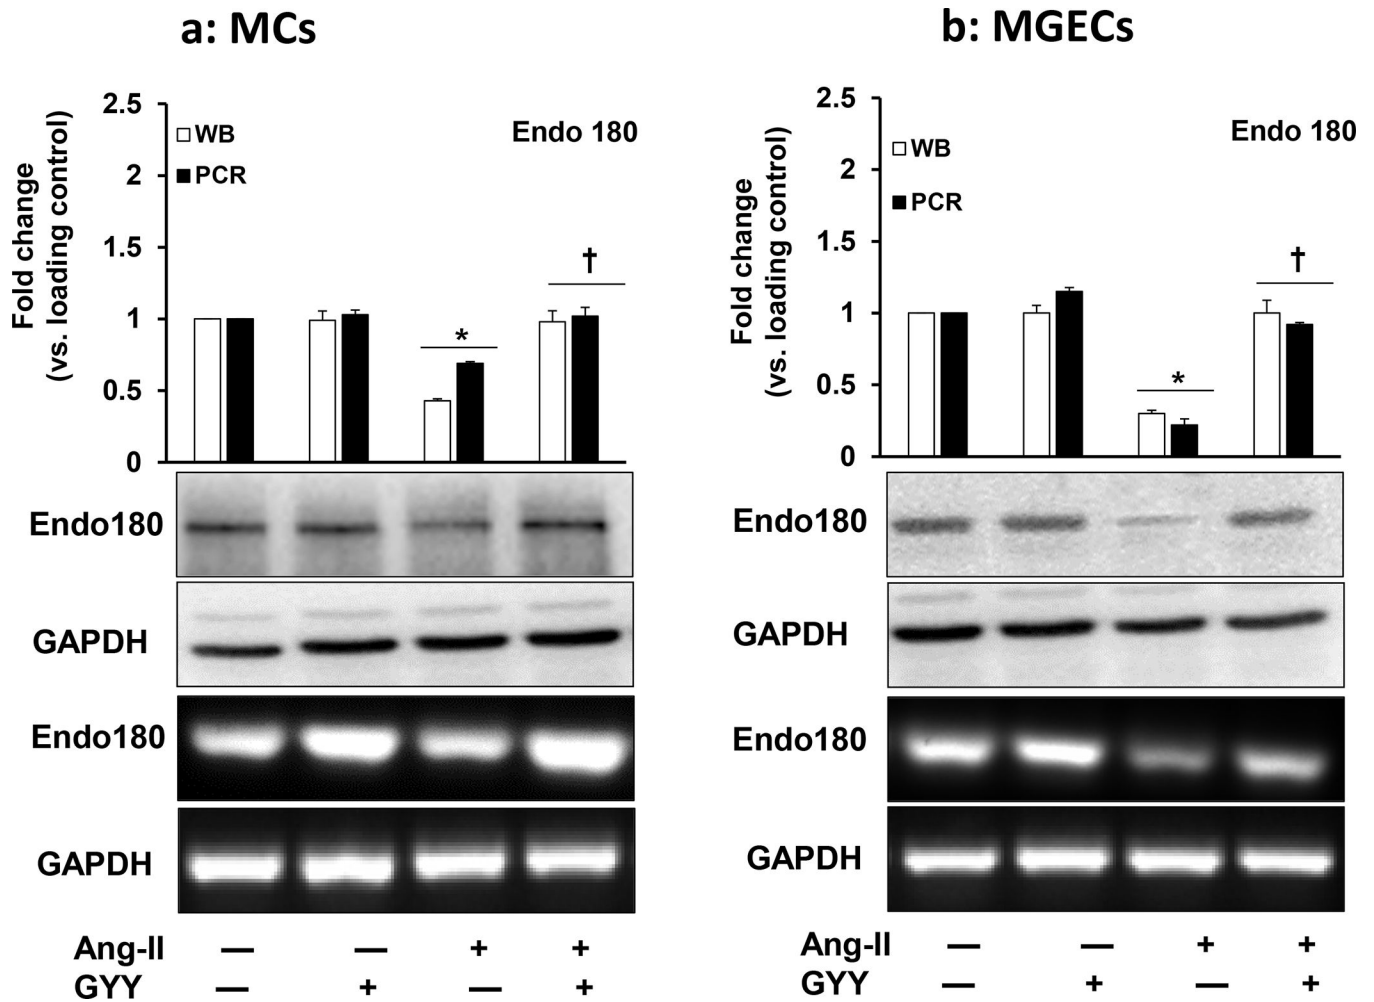 a: MCs
2.5
2
1.5
1
0.5
0
Fold change
(vs. loading control)
WB
PCR
Endo 180
*
†
Endo180
GAPDH
Endo180
GAPDH
Ang-II — — + +
GYY — + — +
b: MGECs
2.5
2
1.5
1
0.5
0
Fold change
(vs. loading control)
WB
PCR
Endo 180
*
†
Endo180
GAPDH
Endo180
GAPDH
Ang-II — — + +
GYY — + — +